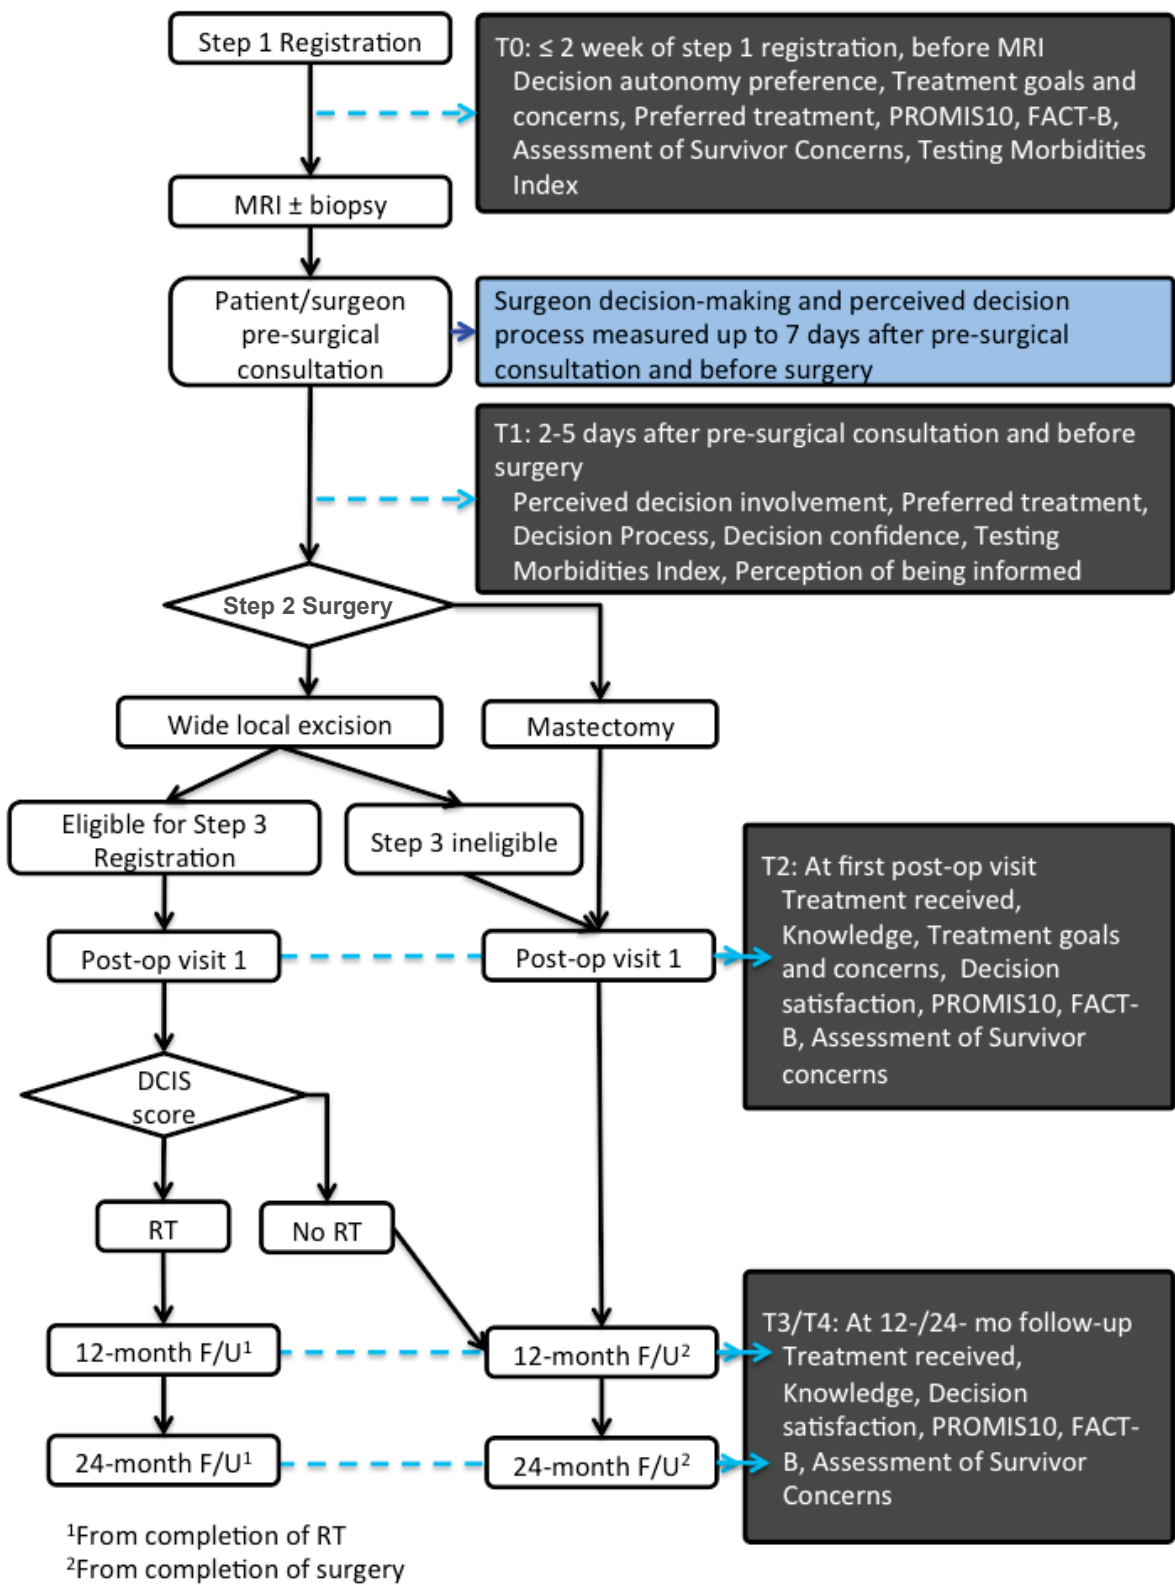 Step 1 Registration
T0: ≤ 2 week of step 1 registration, before MRI
Decision autonomy preference, Treatment goals and
concerns, Preferred treatment, PROMIS10, FACT-B,
Assessment of Survivor Concerns, Testing Morbidities
Index
MRI ± biopsy
Patient/surgeon
pre-surgical
consultation
Surgeon decision-making and perceived decision
process measured up to 7 days after pre-surgical
consultation and before surgery
T1: 2-5 days after pre-surgical consultation and before
surgery
Perceived decision involvement, Preferred treatment,
Decision Process, Decision confidence, Testing
Morbidities Index, Perception of being informed
Step 2 Surgery
Wide local excision
Mastectomy
Eligible for Step 3
Registration
Step 3 ineligible
T2: At first post-op visit
Treatment received,
Knowledge, Treatment goals
and concerns, Decision
satisfaction, PROMIS10, FACT-
B, Assessment of Survivor
concerns
Post-op visit 1
Post-op visit 1
DCIS
score
RT
No RT
T3/T4: At 12-/24- mo follow-up
Treatment received,
Knowledge, Decision
satisfaction, PROMIS10, FACT-
B, Assessment of Survivor
Concerns
12-month F/U¹
12-month F/U²
24-month F/U¹
24-month F/U²
¹From completion of RT
²From completion of surgery